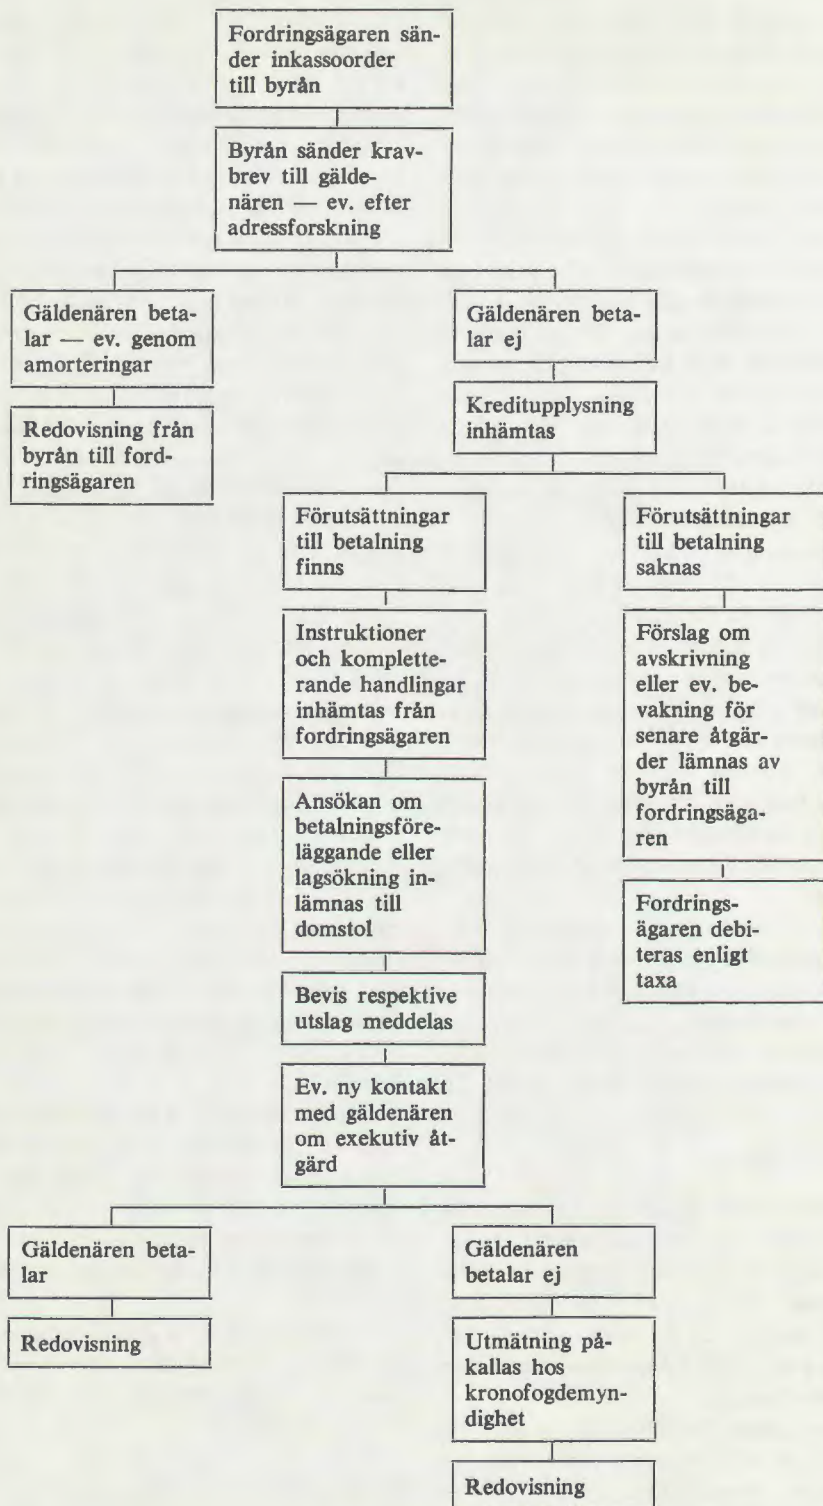 Fordringsägaren sän-
der inkassoorder
till byrån
Byrån sänder krav-
brev till gälde-
nären — ev. efter
adressforskning
Gäldenären beta-
lar — ev. genom
amorteringar
Redovisning från
byrån till ford-
ringsägaren
Gäldenären beta-
lar ej
Kreditupplysning
inhämtas
Förutsättningar
till betalning
finns
Instruktioner
och komplette-
rande handlingar
inhämtas från
fordringsägaren
Ansökan om
betalningsföre-
läggande eller
lagsökning in-
lämnas till
domstol
Bevis respektive
utslag meddelas
Ev. ny kontakt
med gäldenären
om exekutiv åt-
gärd
Förutsättningar
till betalning
saknas
Förslag om
avskrivning
eller ev. be-
vakning för
senare åtgär-
der lämnas av
byrån till
fordringsäga-
ren
Fordrings-
ägaren debi-
teras enligt
taxa
Gäldenären beta-
lar
Redovisning
Gäldenären
betalar ej
Utmätning på-
kallas hos
kronofogdemyn-
dighet
Redovisning